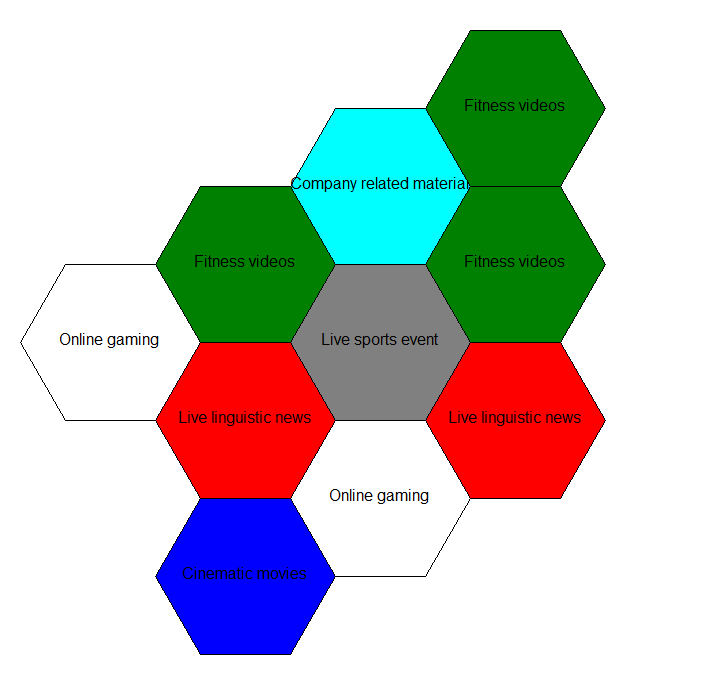 Fitness videos
Company related material
Fitness videos
Fitness videos
Online gaming
Live sports event
Live linguistic news
Live linguistic news
Online gaming
Cinematic movies